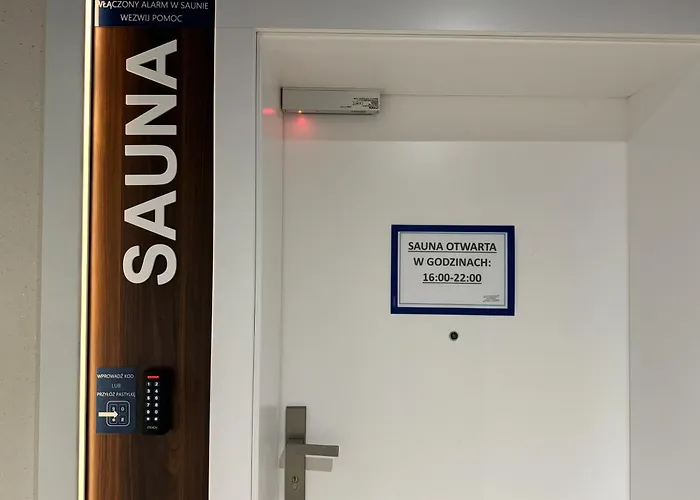 WŁĄCZONY ALARM W SAUNIE
WEZWIJ POMOC
SAUNA
SAUNA OTWARTA
W GODZINACH:
16:00-22:00
WPROWADŹ KOD
LUB
PRZYŁÓŻ PASTYLKĘ